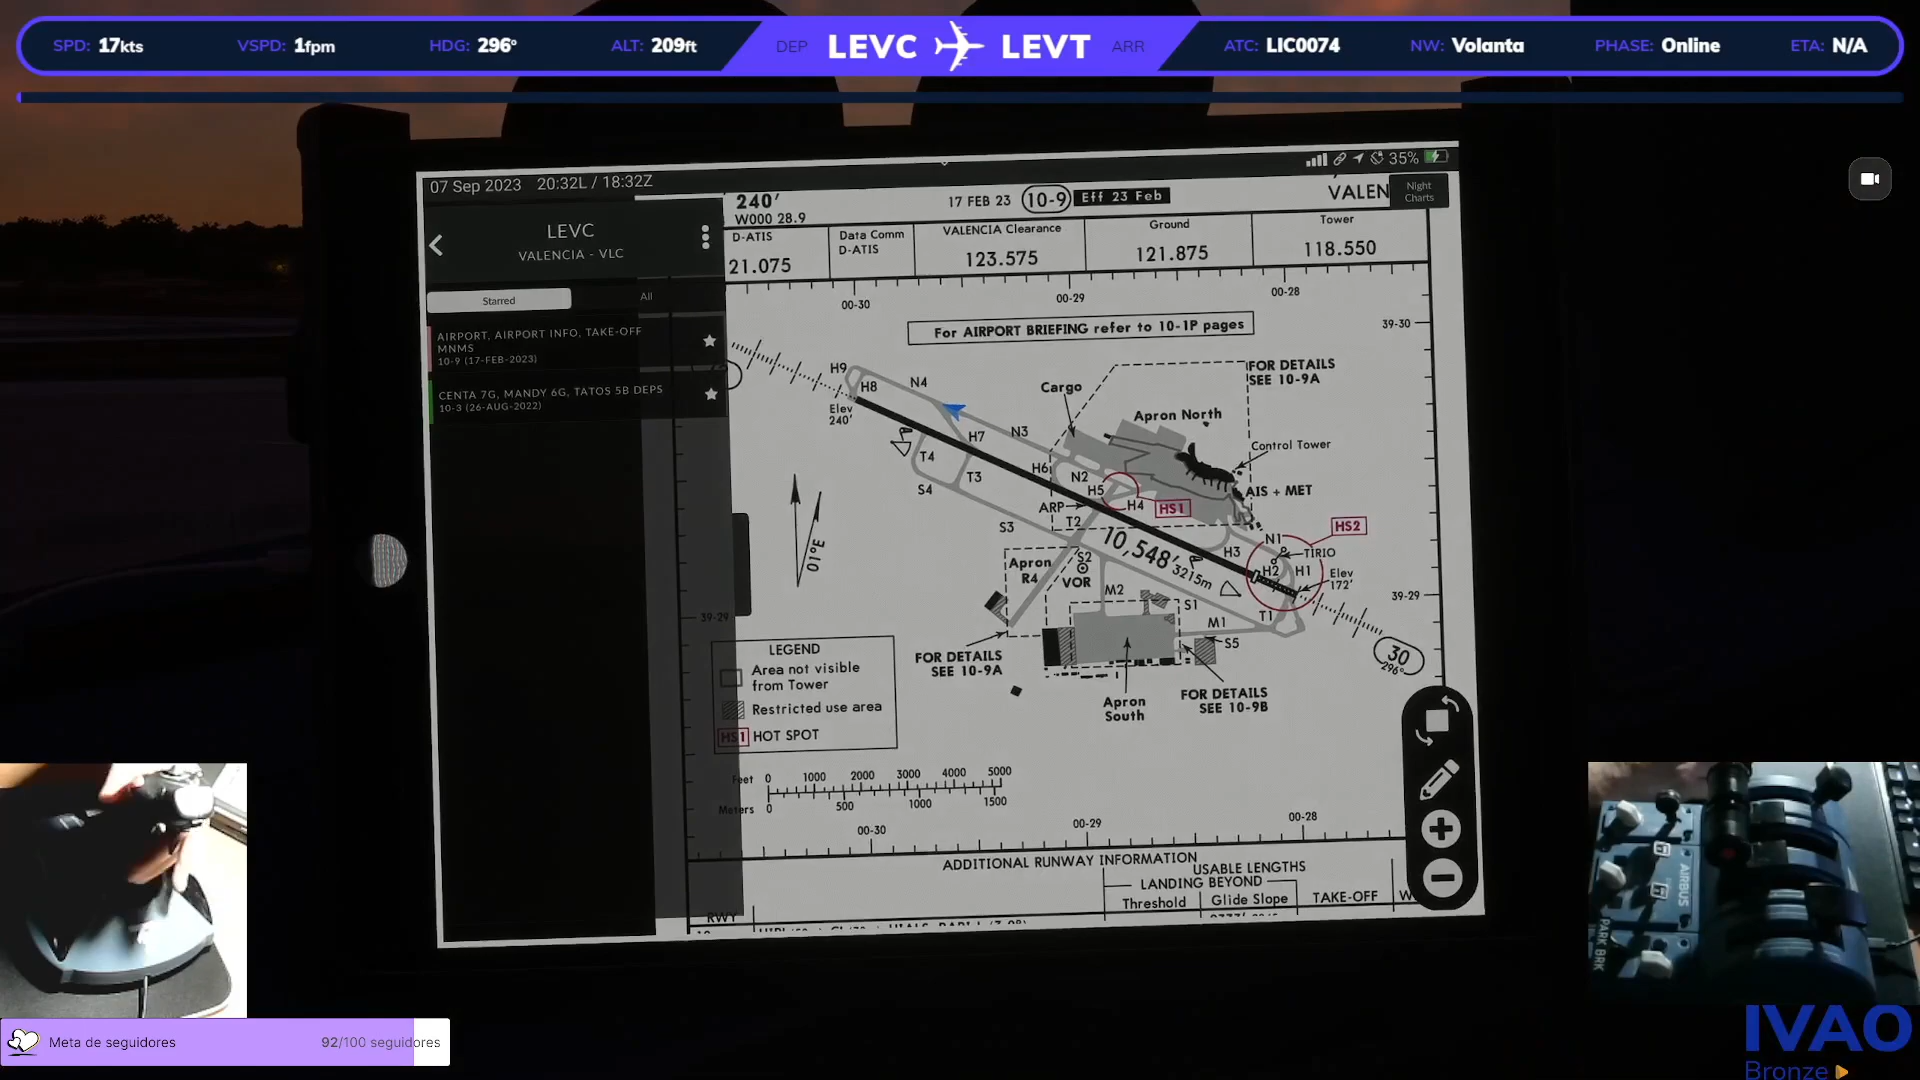 SPD: 17kts VSPD: 1fpm HDG: 296º ALT: 209ft DEP LEVC LEVT ARR ATC: LIC0074 NW: Volanta PHASE: Online ETA: N/A
07 Sep 2023 20:32L / 18:32Z
35%
LEVC
VALENCIA - VLC
Starred All
AIRPORT, AIRPORT INFO, TAKE-OFF
MNMS
10-9 (17-FEB-2023)
CENTA 7G, MANDY 6G, TATOS 5B DEPS
10-3 (26-AUG-2022)
240'
W000 28.9
17 FEB 23 10-9 Eff 23 Feb
VALEN
Night
Charts
D-ATIS
21.075
Data Comm
D-ATIS
VALENCIA Clearance
123.575
Ground
121.875
Tower
118.550
00-30 00-29 00-28
39-30
For AIRPORT BRIEFING refer to 10-1P pages
FOR DETAILS
SEE 10-9A
H9
H8
N4
Elev
240'
Cargo
Apron North
Control Tower
H7
N3
T4
T3
S4
H6
N2
H5
H4
HS1
ARP
T2
AIS + MET
HS2
S3
10,548'
3215m
H3
N1
TIRIO
H2
H1
Elev
172'
01°E
Apron
R4
S2
VOR
M2
S1
M1
T1
S5
39-29
39-29
30
296°
LEGEND
Area not visible
from Tower
Restricted use area
HS1 HOT SPOT
FOR DETAILS
SEE 10-9A
Apron
South
FOR DETAILS
SEE 10-9B
Feet 0 1000 2000 3000 4000 5000
Meters 0 500 1000 1500
00-30 00-29 00-28
ADDITIONAL RUNWAY INFORMATION
USABLE LENGTHS
LANDING BEYOND
Threshold Glide Slope TAKE-OFF
RWY
AIRBUS
PARK BRK
Meta de seguidores 92/100 seguidores
IVAO
Bronze